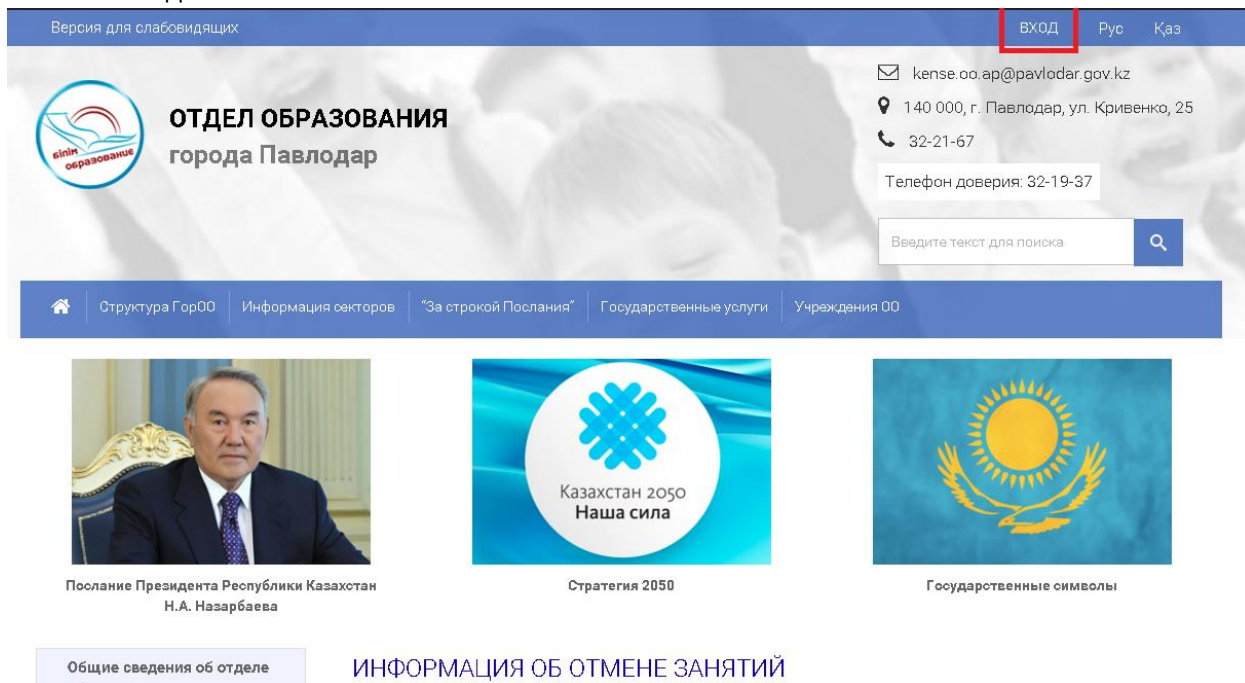 Версия для слабовидящих
ВХОД Рус Қаз
білім
образование
ОТДЕЛ ОБРАЗОВАНИЯ
города Павлодар
kense.oo.ap@pavlodar.gov.kz
140 000, г. Павлодар, ул. Кривенко, 25
32-21-67
Телефон доверия: 32-19-37
Введите текст для поиска
Структура ГорОО Информация секторов "За строкой Послания" Государственные услуги Учреждения ОО
Казахстан 2050
Наша сила
Послание Президента Республики Казахстан
Н.А. Назарбаева
Стратегия 2050
Государственные символы
Общие сведения об отделе
ИНФОРМАЦИЯ ОБ ОТМЕНЕ ЗАНЯТИЙ